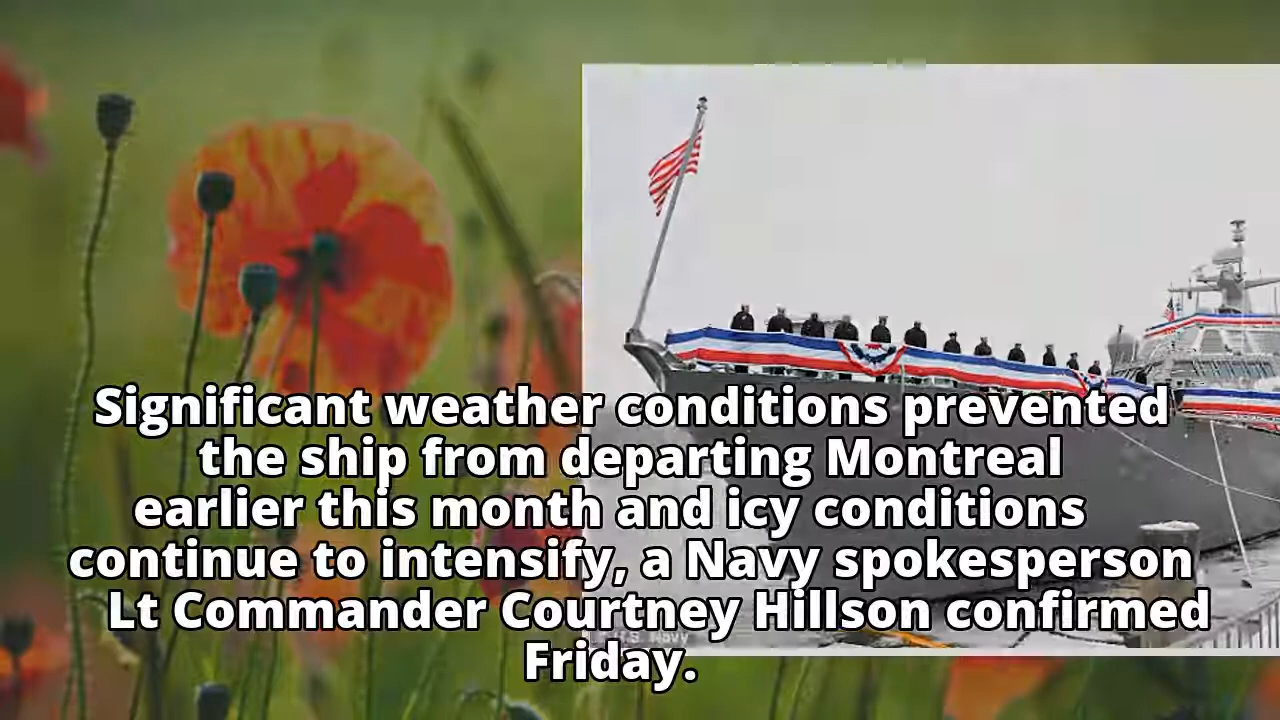 Significant weather conditions prevented
the ship from departing Montreal
earlier this month and icy conditions
continue to intensify, a Navy spokesperson
Lt Commander Courtney Hillson confirmed
U.S. Navy
Friday.